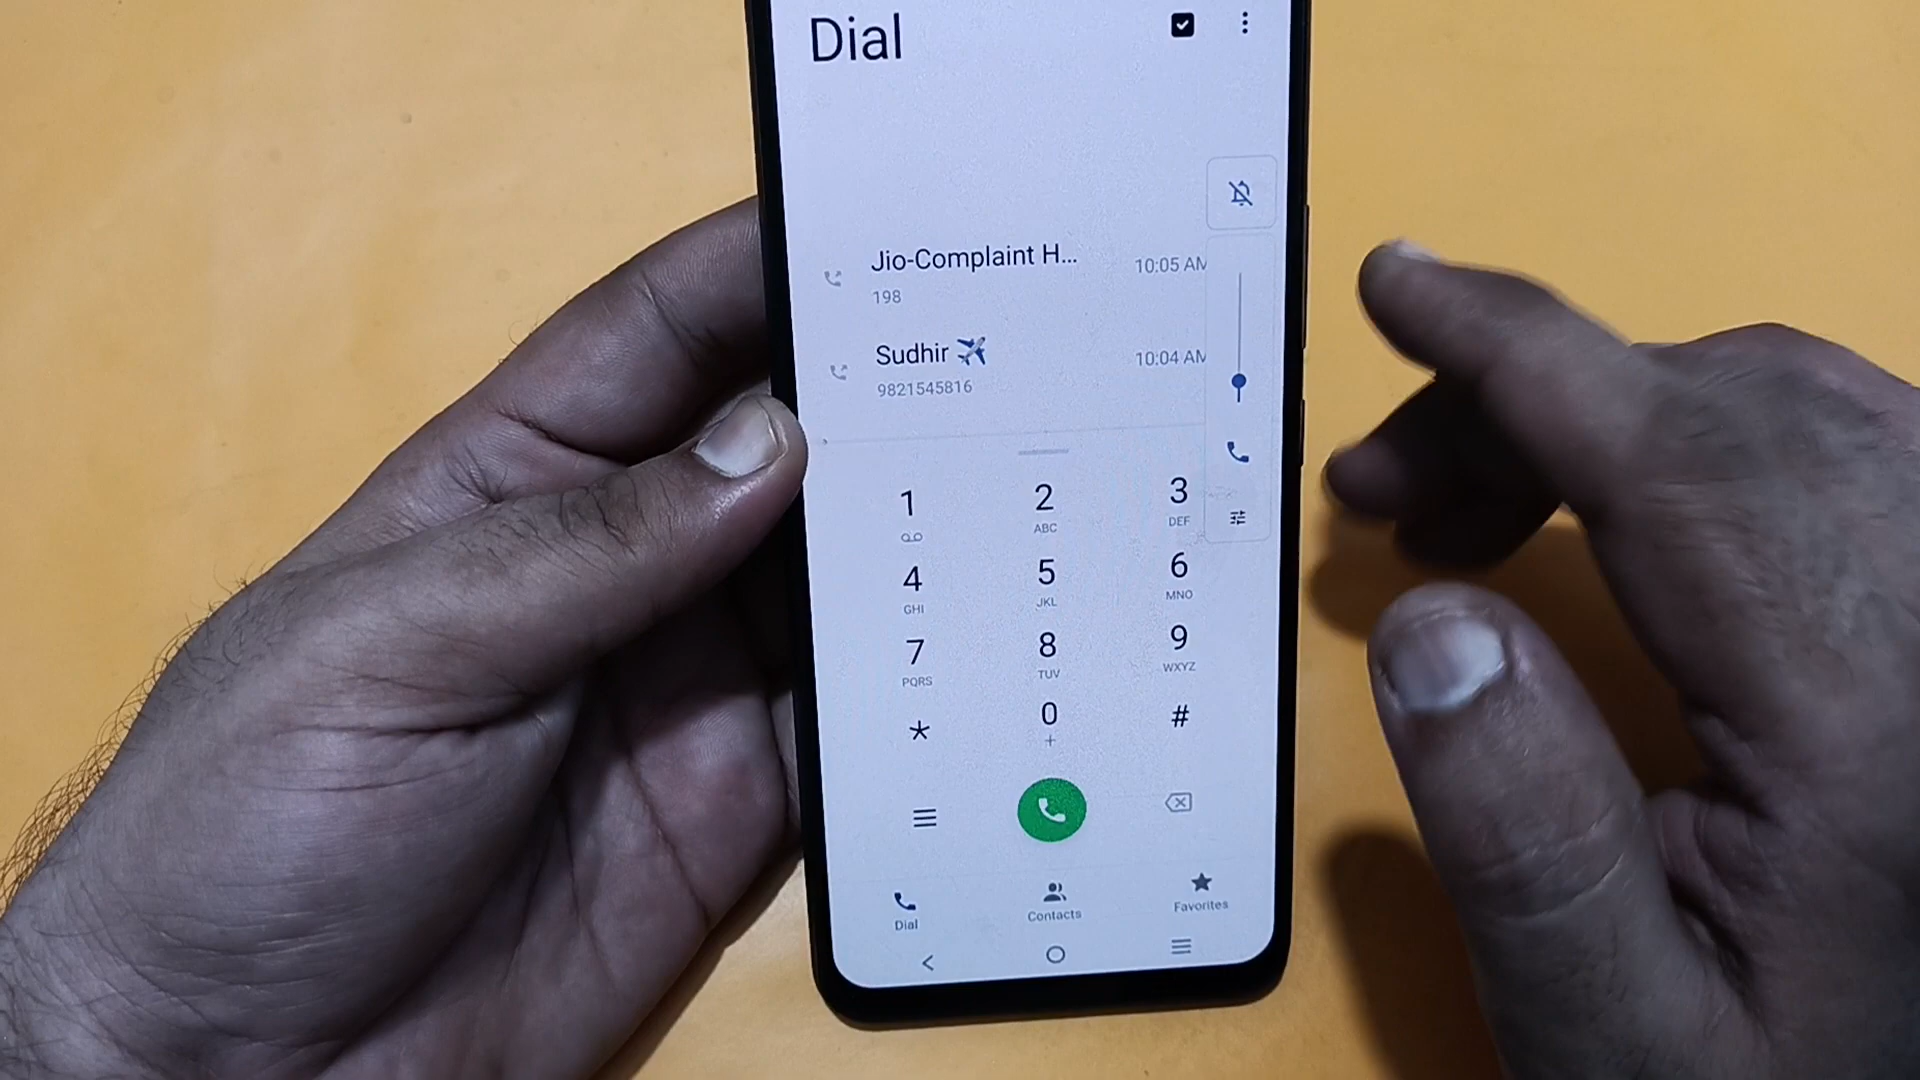 Dial
Jio-Complaint H...
10:05 AM
198
Sudhir
10:04 AM
9821545816
1 2 3
ABC DEF
4 5 6
GHI JKL MNO
7 8 9
PQRS TUV WXYZ
* 0 #
+
Dial Contacts Favorites